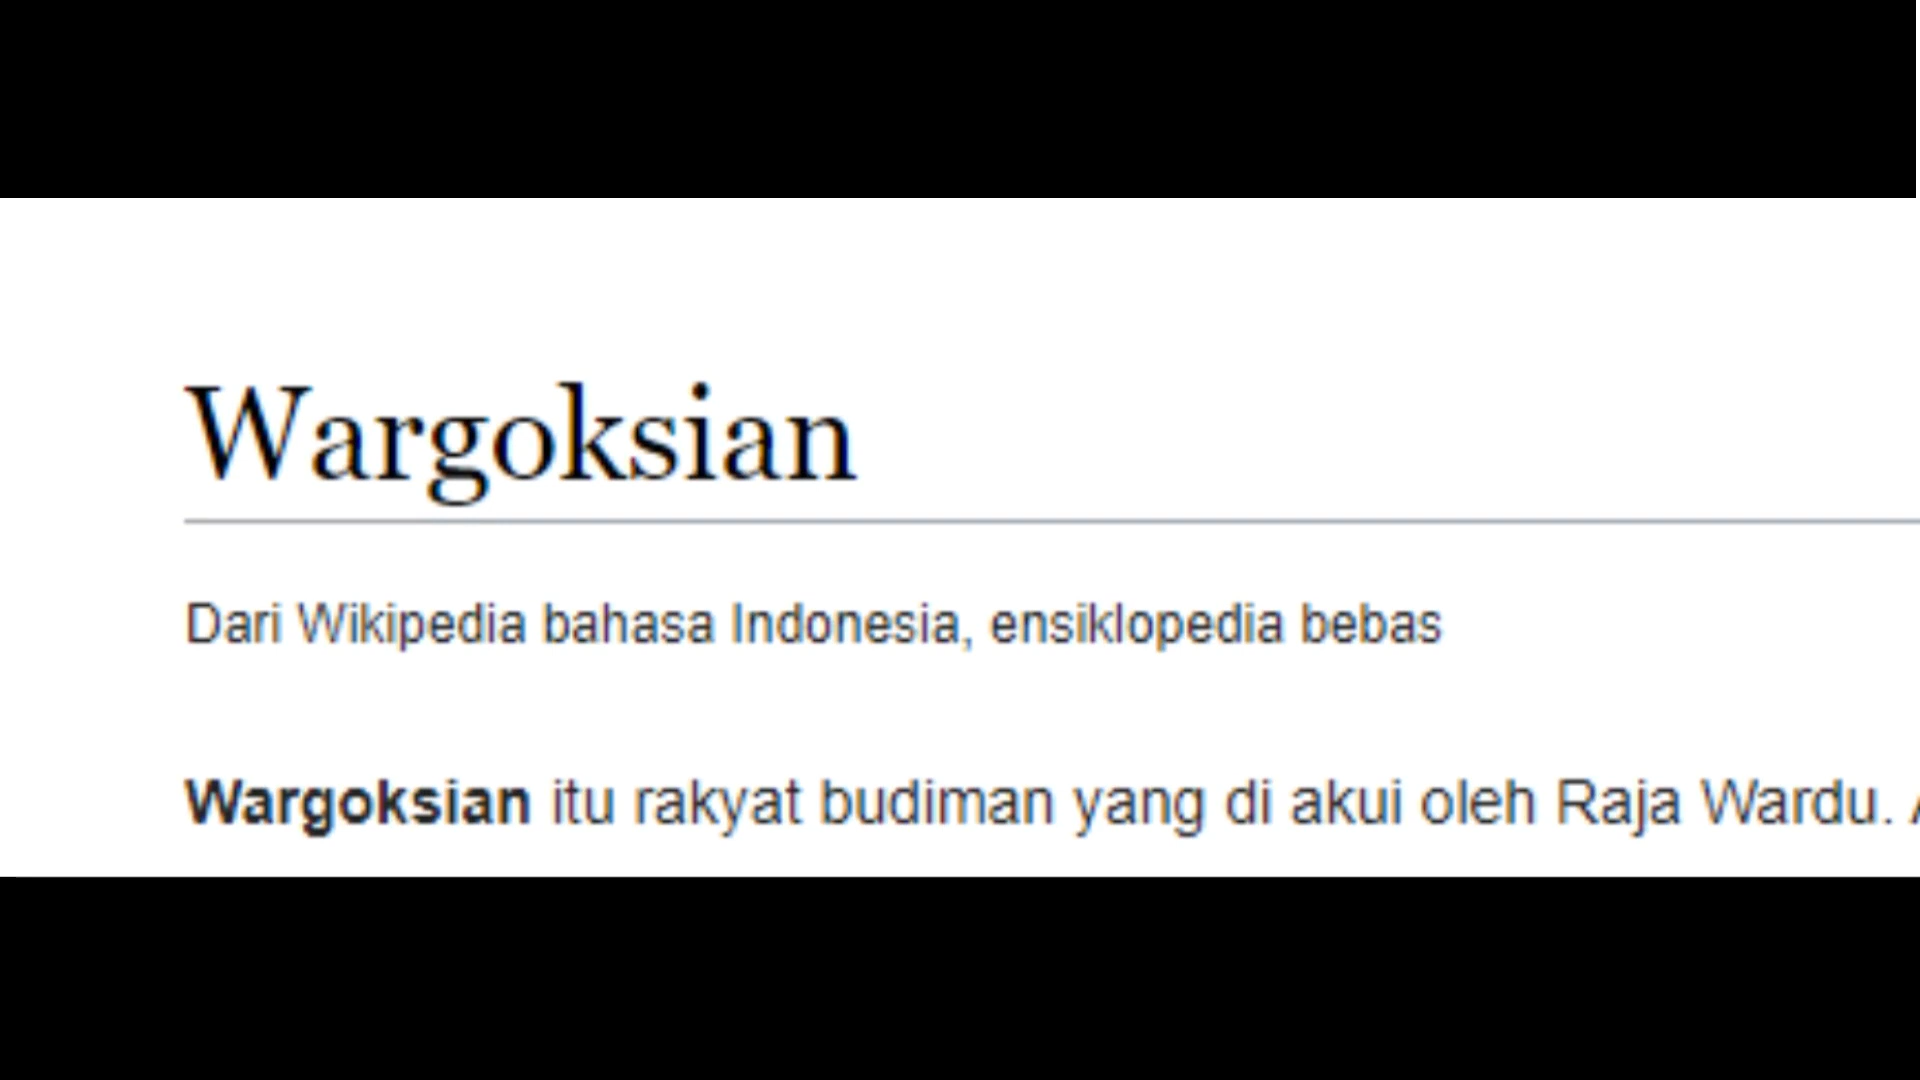 Wargoksian
Dari Wikipedia bahasa Indonesia, ensiklopedia bebas
Wargoksian itu rakyat budiman yang di akui oleh Raja Wardu.